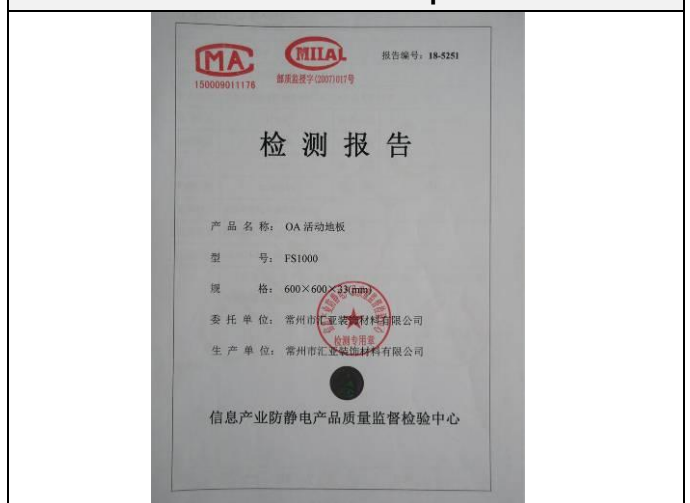 MA
150009011176
MILAL
邮质监授字(2007)017号
报告编号：18-5251
检 测 报 告
产 品 名 称： OA 活动地板
型 号： FS1000
规 格： 600×600×33(mm)
委 托 单 位： 常州市汇亚装饰材料有限公司
生 产 单 位： 常州市汇亚装饰材料有限公司
检测专用章
信息产业防静电产品质量监督检验中心